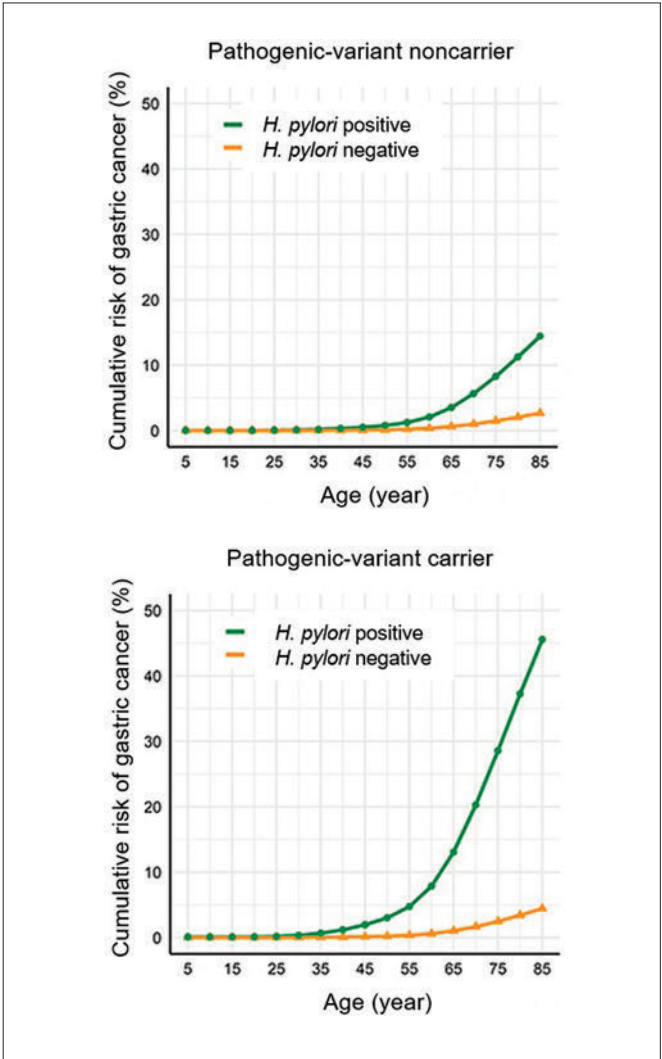 Pathogenic-variant noncarrier
Cumulative risk of gastric cancer (%)
50
40
30
20
10
0
H. pylori positive
H. pylori negative
5 15 25 35 45 55 65 75 85
Age (year)
Pathogenic-variant carrier
Cumulative risk of gastric cancer (%)
50
40
30
20
10
0
H. pylori positive
H. pylori negative
5 15 25 35 45 55 65 75 85
Age (year)